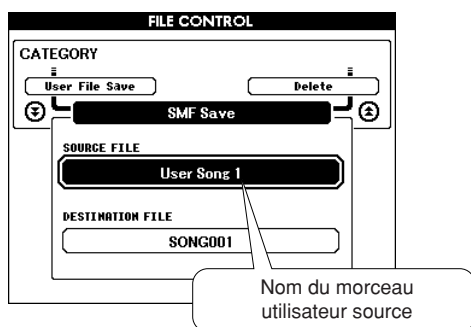 FILE CONTROL
CATEGORY
User File Save
Delete
SMF Save
SOURCE FILE
User Song 1
DESTINATION FILE
SONG001
Nom du morceau
utilisateur source